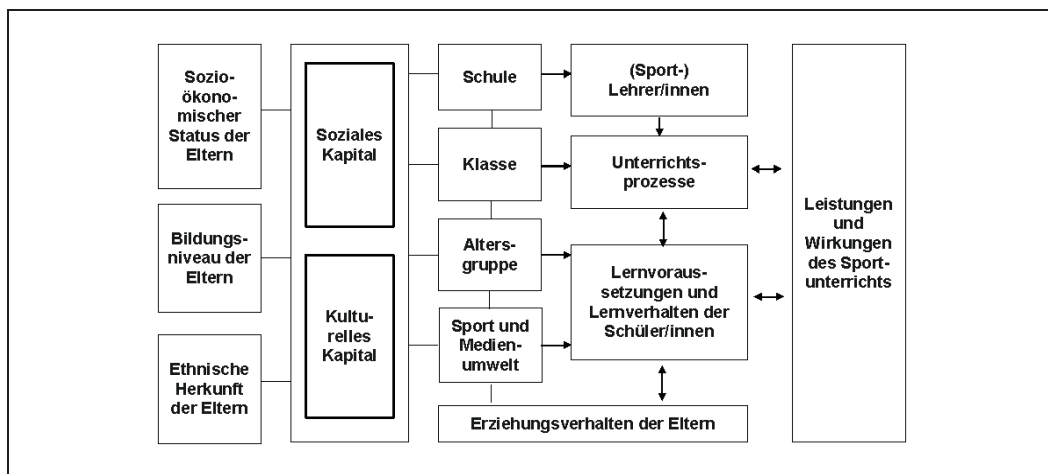 Sozio-
ökono-
mischer
Status der
Eltern
Bildungs-
niveau der
Eltern
Ethnische
Herkunft
der Eltern
Soziales
Kapital
Kultu-
relles
Kapital
Schule
Klasse
Alters-
gruppe
Sport und
Medien-
umwelt
(Sport-)
Lehrer/innen
Unterrichts-
prozesse
Lernvoraus-
setzungen und
Lernverhalten der
Schüler/innen
Erziehungsverhalten der Eltern
Leistungen
und
Wirkungen
des Sport-
unterrichts